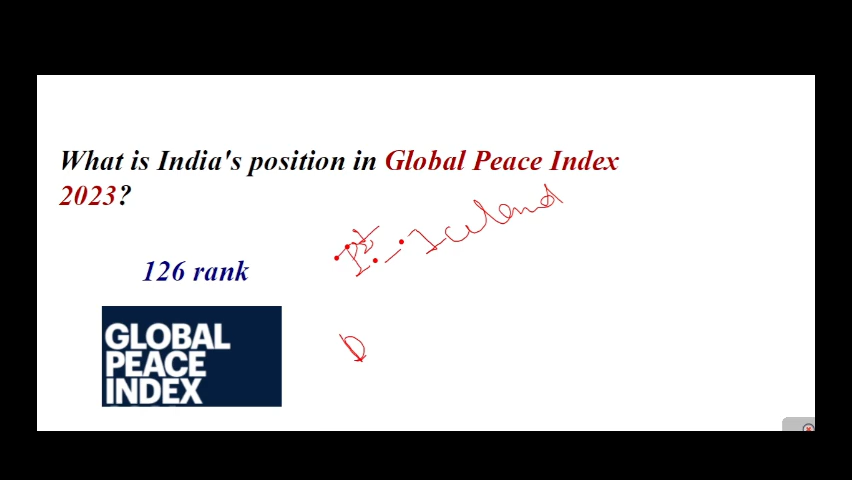 What is India's position in Global Peace Index
2023?
1st :- Iceland
126 rank
D
GLOBAL
PEACE
INDEX